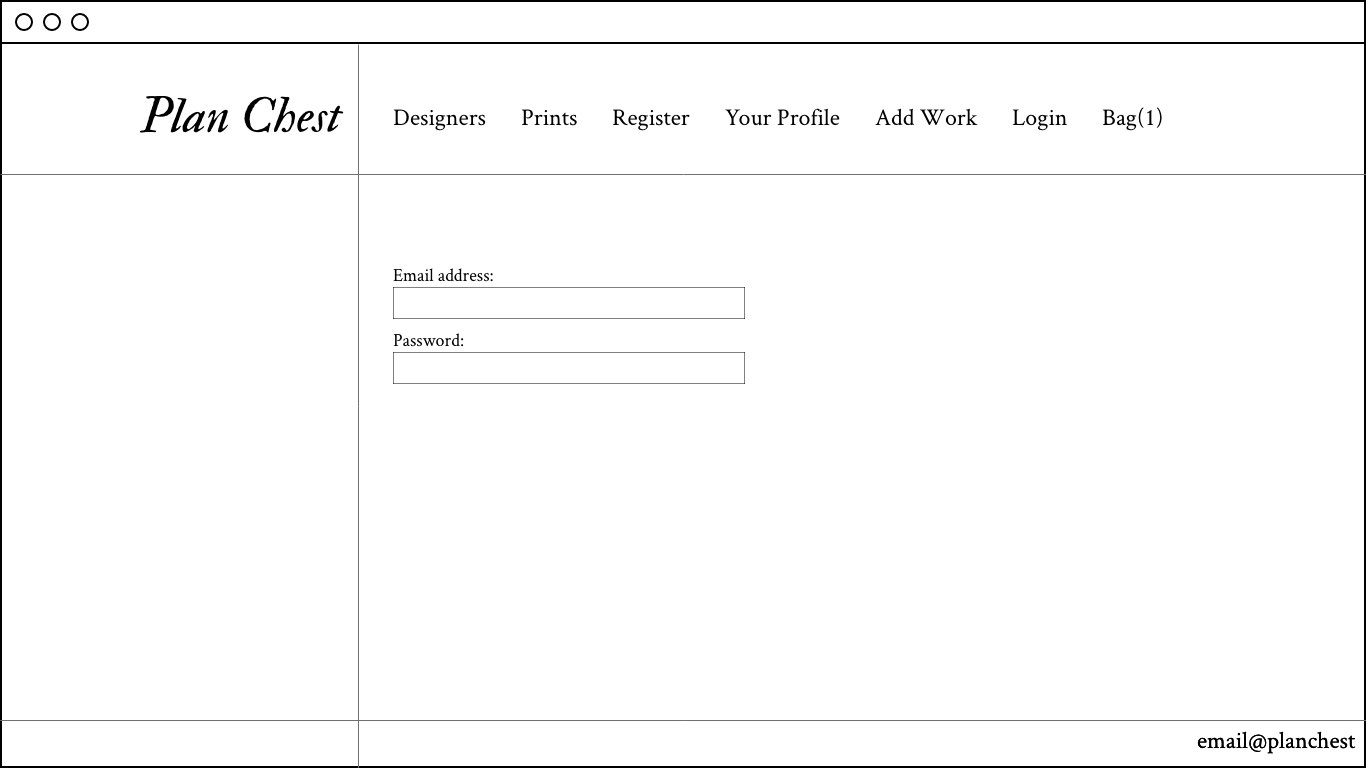 Plan Chest
Designers Prints Register Your Profile Add Work Login Bag(1)
Email address:
Password:
email@planchest